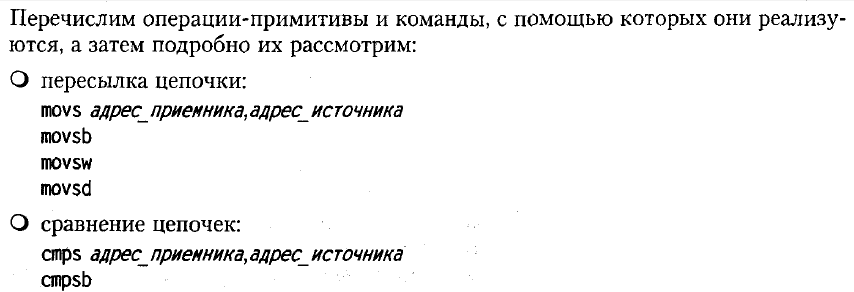 Перечислим операции-примитивы и команды, с помощью которых они реализу-
ются, а затем подробно их рассмотрим:
❍ пересылка цепочки:
movs адрес_приемника,адрес_источника
movsb
movsw
movsd
❍ сравнение цепочек:
cmps адрес_приемника,адрес_источника
cmpsb